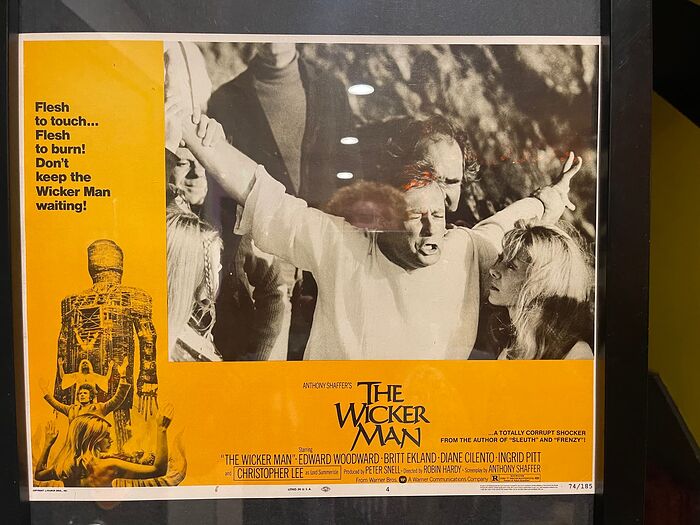 Flesh
to touch...
Flesh
to burn!
Don't
keep the
Wicker Man
waiting!
ANTHONY SHAFFER'S
THE
WICKER
MAN
...A TOTALLY CORRUPT SHOCKER
FROM THE AUTHOR OF "SLEUTH" AND "FRENZY"!
Starring
"THE WICKER MAN" · EDWARD WOODWARD · BRITT EKLAND · DIANE CILENTO · INGRID PITT
and CHRISTOPHER LEE as Lord Summerisle Produced by PETER SNELL · Directed by ROBIN HARDY · Screenplay by ANTHONY SHAFFER
From Warner Bros. A Warner Communications Company R
LITHO. IN U.S.A.
4
74/185